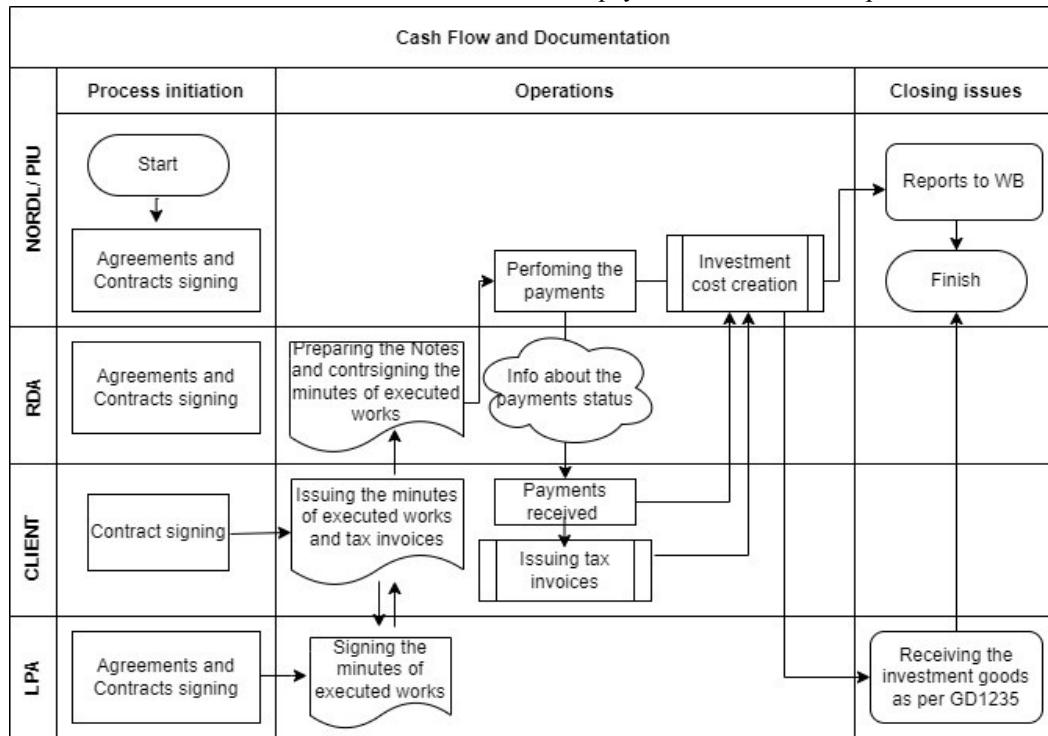 Cash Flow and Documentation
Process initiation
Operations
Closing issues
NORDL/ PIU
Start
Agreements and
Contracts signing
Perfoming the
payments
Investment
cost creation
Reports to WB
Finish
RDA
Agreements and
Contracts signing
Preparing the Notes
and contrsigning the
minutes of executed
works
Info about the
payments status
CLIENT
Contract signing
Issuing the minutes
of executed works
and tax invoices
Payments
received
Issuing tax
invoices
LPA
Agreements and
Contracts signing
Signing the
minutes of
executed works
Receiving the
investment goods
as per GD1235